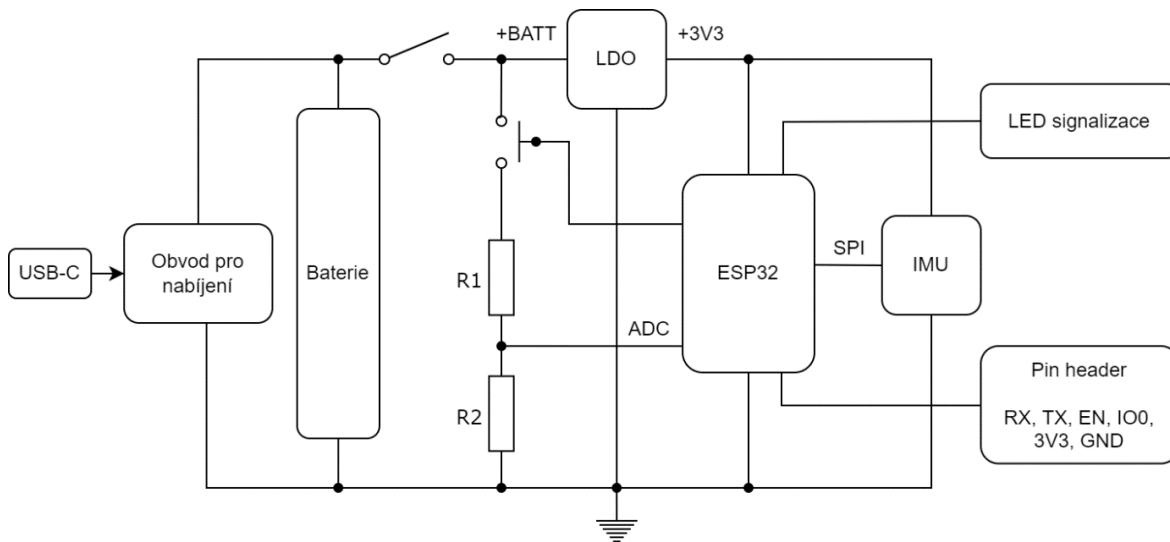 +BATT
LDO
+3V3
LED signalizace
USB-C
Obvod pro
nabíjení
Baterie
R1
ADC
R2
ESP32
SPI
IMU
Pin header
RX, TX, EN, IO0,
3V3, GND